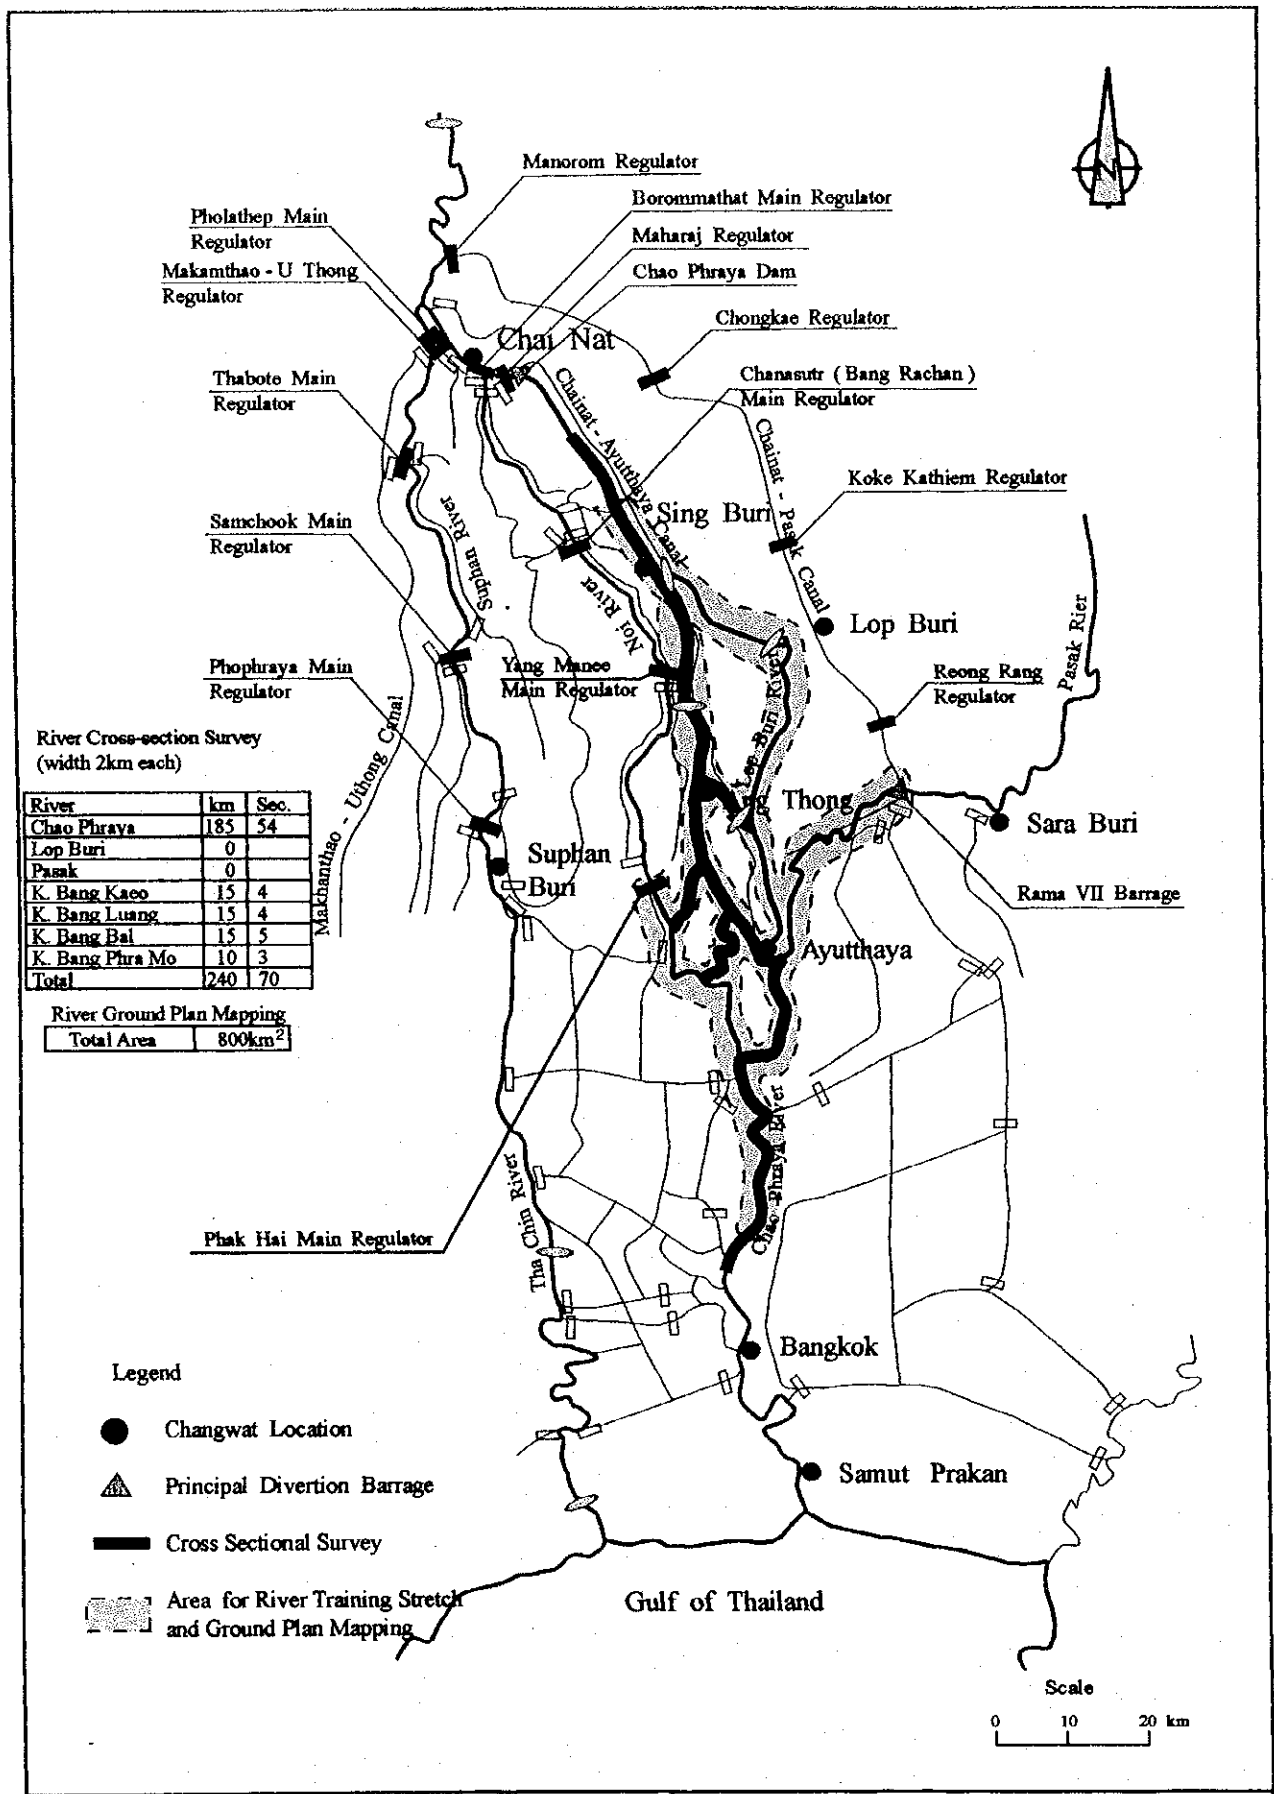 Manorom Regulator
N
Pholathep Main
Regulator
Borommathat Main Regulator
Maharaj Regulator
Makamthao - U Thong
Regulator
Chao Phraya Dam
Chongkae Regulator
Chai Nat
Thabote Main
Regulator
Chanasutr ( Bang Rachan )
Main Regulator
Chainat - Ayutthaya Canal
Chainat - Pasak Canal
Koke Kathiem Regulator
Samchook Main
Regulator
Suphan River
Sing Buri
Noi River
Lop Buri
Pasak Rier
Phophraya Main
Regulator
Yang Manee
Main Regulator
Reong Rang
Regulator
Lop Buri River
Makhanthao - Uthong Canal
River Cross-section Survey
(width 2km each)
River km Sec.
Chao Phraya 185 54
Lop Buri 0
Pasak 0
K. Bang Kaeo 15 4
K. Bang Luang 15 4
K. Bang Bal 15 5
K. Bang Phra Mo 10 3
Total 240 70
River Ground Plan Mapping
Total Area 800km²
ng Thong
Sara Buri
Suphan
Buri
Rama VII Barrage
Ayutthaya
Chao Phraya River
Tha Chin River
Phak Hai Main Regulator
Bangkok
Samut Prakan
Gulf of Thailand
Legend
Changwat Location
Principal Divertion Barrage
Cross Sectional Survey
Area for River Training Stretch
and Ground Plan Mapping
Scale
0 10 20 km